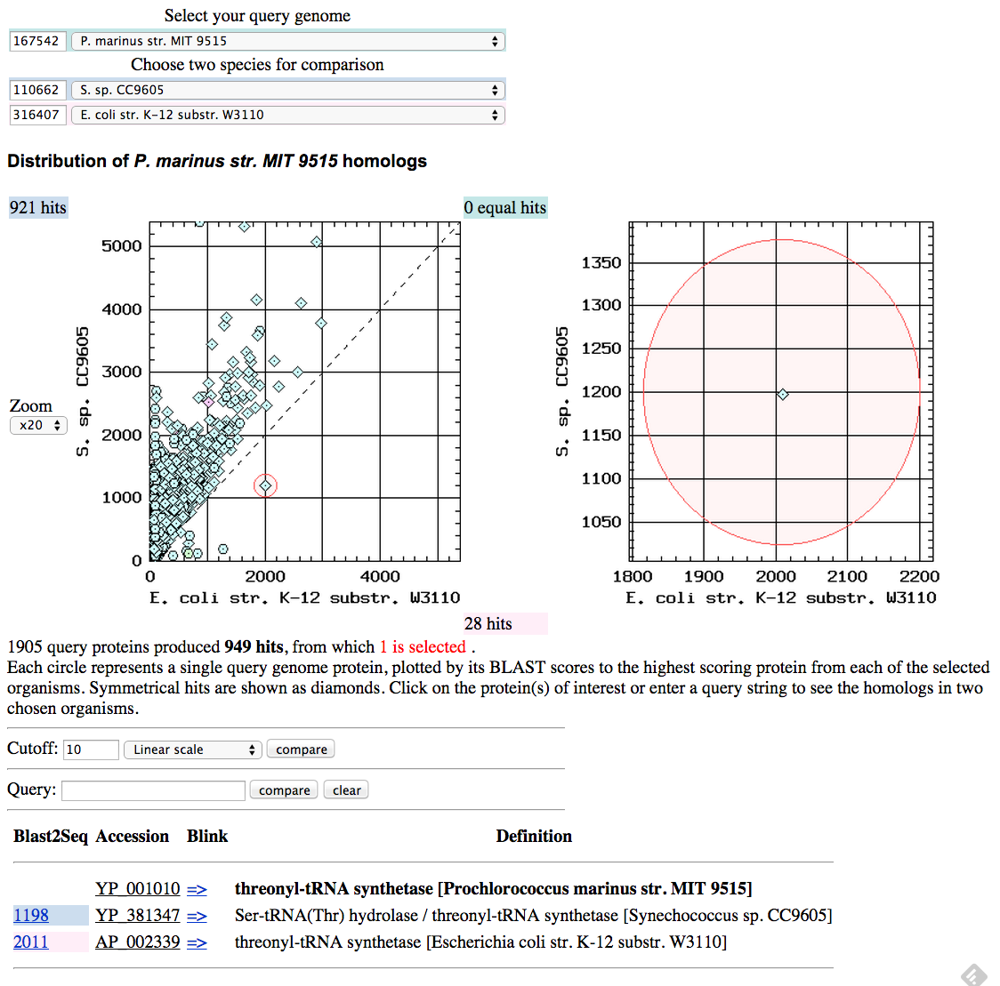 Select your query genome
167542 P. marinus str. MIT 9515
Choose two species for comparison
110662 S. sp. CC9605
316407 E. coli str. K-12 substr. W3110
Distribution of P. marinus str. MIT 9515 homologs
921 hits
0 equal hits
Zoom
x20
S. sp. CC9605
5000
4000
3000
2000
1000
0
0 2000 4000
E. coli str. K-12 substr. W3110
S. sp. CC9605
1350
1300
1250
1200
1150
1100
1050
1800 1900 2000 2100 2200
E. coli str. K-12 substr. W3110
28 hits
1905 query proteins produced 949 hits, from which 1 is selected .
Each circle represents a single query genome protein, plotted by its BLAST scores to the highest scoring protein from each of the selected
organisms. Symmetrical hits are shown as diamonds. Click on the protein(s) of interest or enter a query string to see the homologs in two
chosen organisms.
Cutoff: 10 Linear scale compare
Query: compare clear
Blast2Seq Accession Blink Definition
YP_001010 => threonyl-tRNA synthetase [Prochlorococcus marinus str. MIT 9515]
1198 YP_381347 => Ser-tRNA(Thr) hydrolase / threonyl-tRNA synthetase [Synechococcus sp. CC9605]
2011 AP_002339 => threonyl-tRNA synthetase [Escherichia coli str. K-12 substr. W3110]